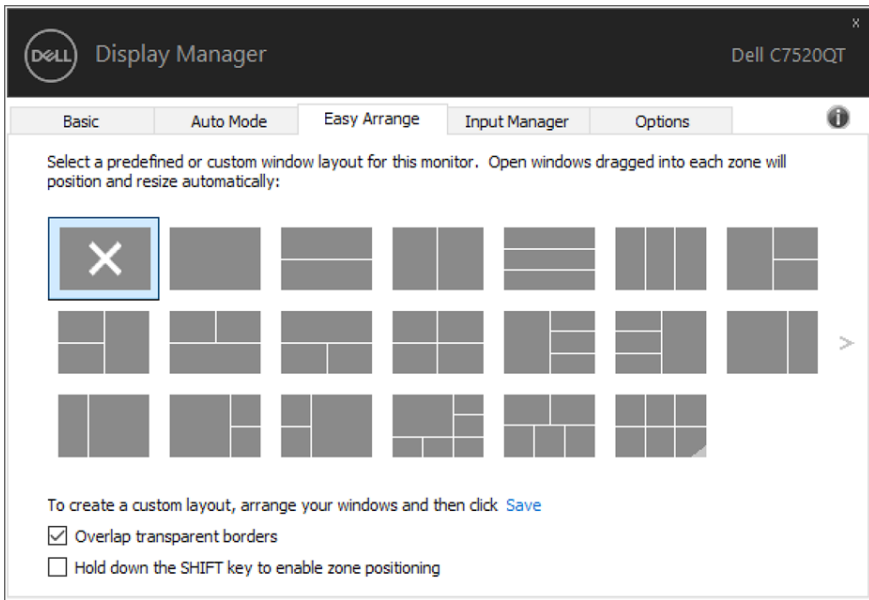 x
DELL
Display Manager
Dell C7520QT
Basic
Auto Mode
Easy Arrange
Input Manager
Options
i
Select a predefined or custom window layout for this monitor. Open windows dragged into each zone will
position and resize automatically:
>
To create a custom layout, arrange your windows and then click Save
Overlap transparent borders
Hold down the SHIFT key to enable zone positioning